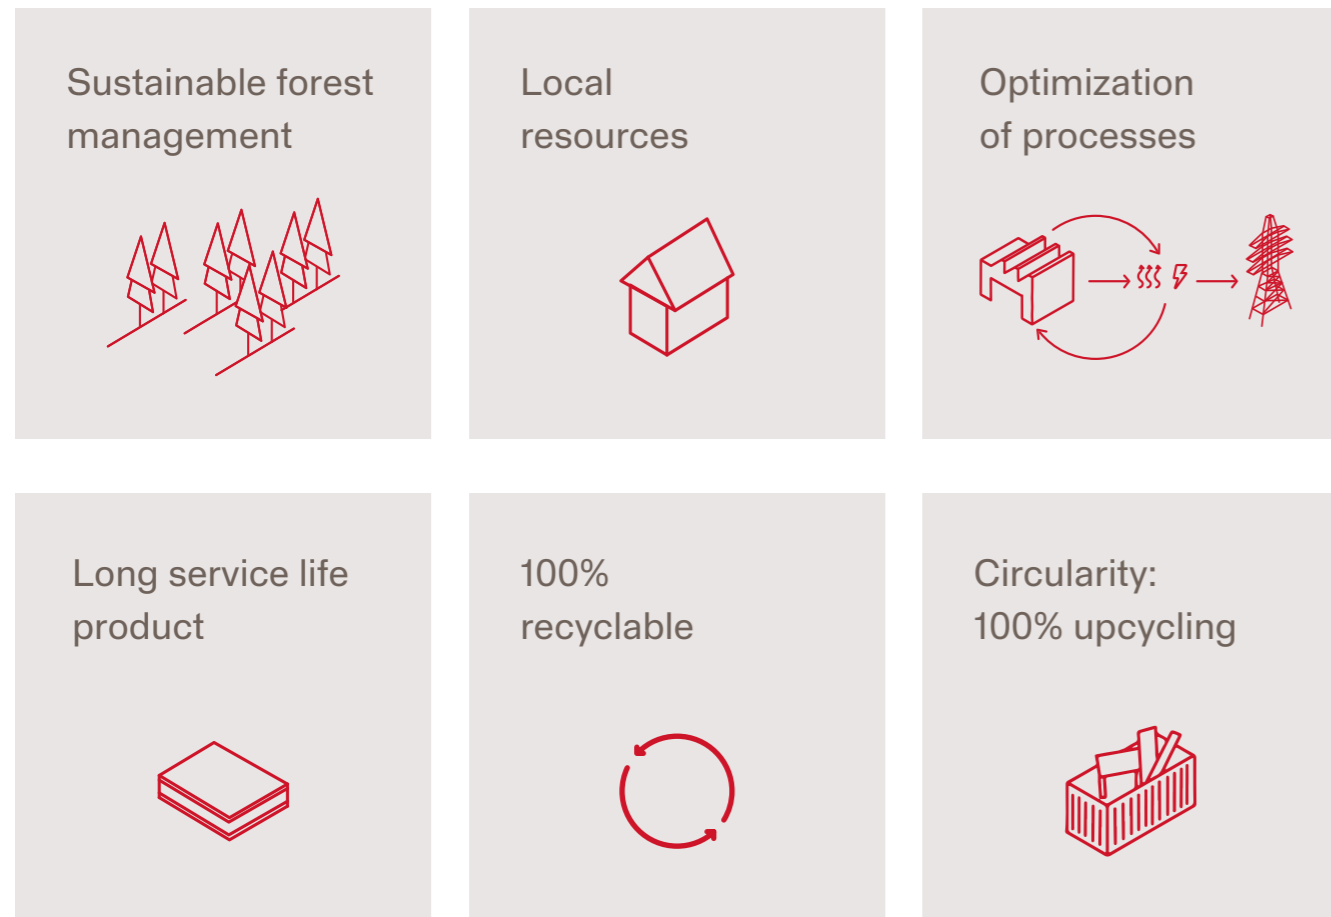 Sustainable forest
management
Local
resources
Optimization
of processes
Long service life
product
100%
recyclable
Circularity:
100% upcycling